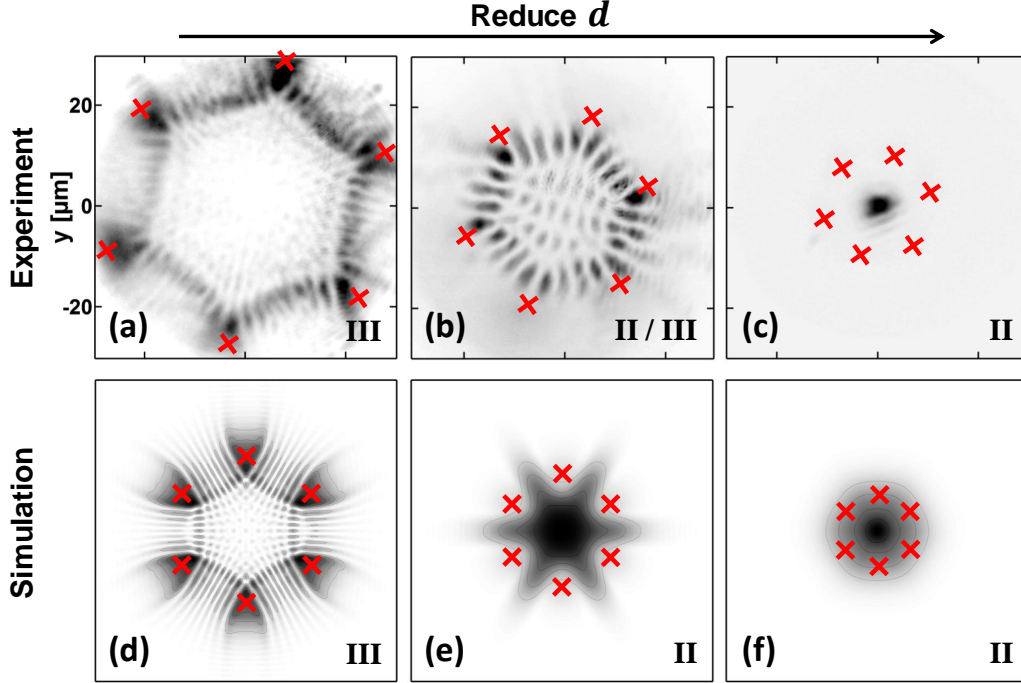 Reduce d
Experiment
y [µm]
20
0
-20
(a)
III
(b)
II / III
(c)
II
Simulation
(d)
III
(e)
II
(f)
II